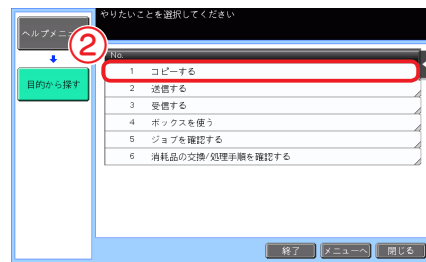 やりたいことを選択してください
ヘルプメニュー
②
目的から探す
No.
1 コピーする
2 送信する
3 受信する
4 ボックスを使う
5 ジョブを確認する
6 消耗品の交換/処理手順を確認する
終了 メニューへ 閉じる